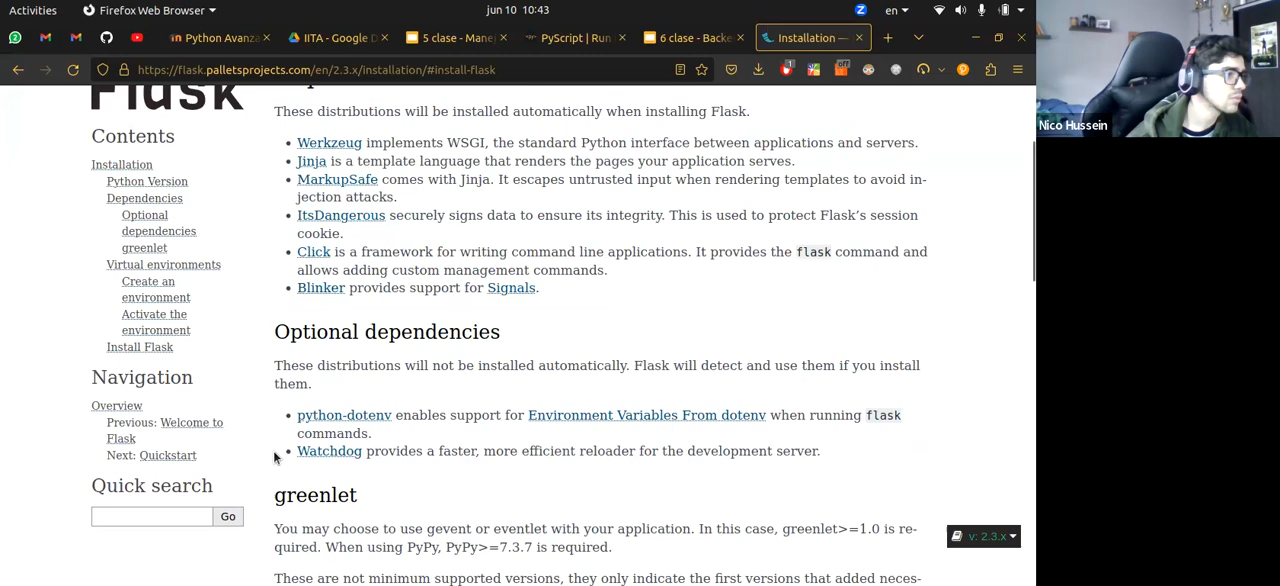 Activities
Firefox Web Browser
jun 10 10:43
en
Python Avanza
IITA - Google D
5 clase - Mane
PyScript | Run
6 clase - Backe
Installation —
https://flask.palletsprojects.com/en/2.3.x/installation/#install-flask
off
Flask
Contents
Installation
Python Version
Dependencies
Optional
dependencies
greenlet
Virtual environments
Create an
environment
Activate the
environment
Install Flask
Navigation
Overview
Previous: Welcome to
Flask
Next: Quickstart
Quick search
Go
These distributions will be installed automatically when installing Flask.
• Werkzeug implements WSGI, the standard Python interface between applications and servers.
• Jinja is a template language that renders the pages your application serves.
• MarkupSafe comes with Jinja. It escapes untrusted input when rendering templates to avoid in-
jection attacks.
• ItsDangerous securely signs data to ensure its integrity. This is used to protect Flask's session
cookie.
• Click is a framework for writing command line applications. It provides the flask command and
allows adding custom management commands.
• Blinker provides support for Signals.
Optional dependencies
These distributions will not be installed automatically. Flask will detect and use them if you install
them.
• python-dotenv enables support for Environment Variables From dotenv when running flask
commands.
• Watchdog provides a faster, more efficient reloader for the development server.
greenlet
You may choose to use gevent or eventlet with your application. In this case, greenlet>=1.0 is re-
quired. When using PyPy, PyPy>=7.3.7 is required.
These are not minimum supported versions, they only indicate the first versions that added neces-
v: 2.3.x
Nico Hussein